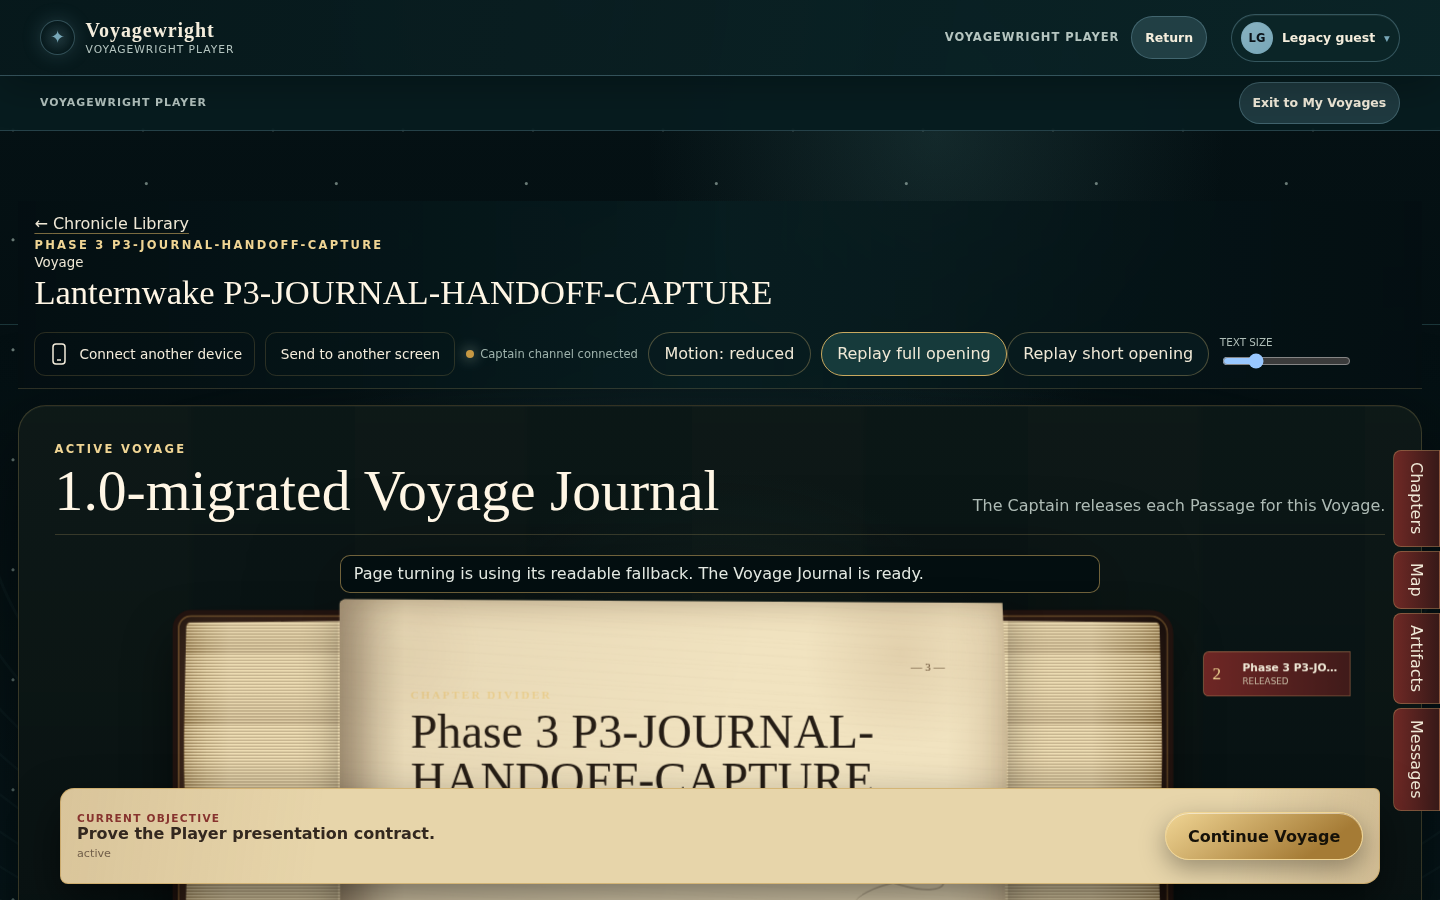 Voyagewright
VOYAGEWRIGHT PLAYER
VOYAGEWRIGHT PLAYER
Return
LG
Legacy guest
VOYAGEWRIGHT PLAYER
Exit to My Voyages
← Chronicle Library
PHASE 3 P3-JOURNAL-HANDOFF-CAPTURE
Voyage
Lanternwake P3-JOURNAL-HANDOFF-CAPTURE
Connect another device
Send to another screen
Captain channel connected
Motion: reduced
Replay full opening
Replay short opening
TEXT SIZE
ACTIVE VOYAGE
1.0-migrated Voyage Journal
The Captain releases each Passage for this Voyage.
Page turning is using its readable fallback. The Voyage Journal is ready.
— 3 —
CHAPTER DIVIDER
Phase 3 P3-JOURNAL-
HANDOFF-CAPTURE
2
Phase 3 P3-JO...
RELEASED
Chapters
Map
Artifacts
Messages
CURRENT OBJECTIVE
Prove the Player presentation contract.
active
Continue Voyage